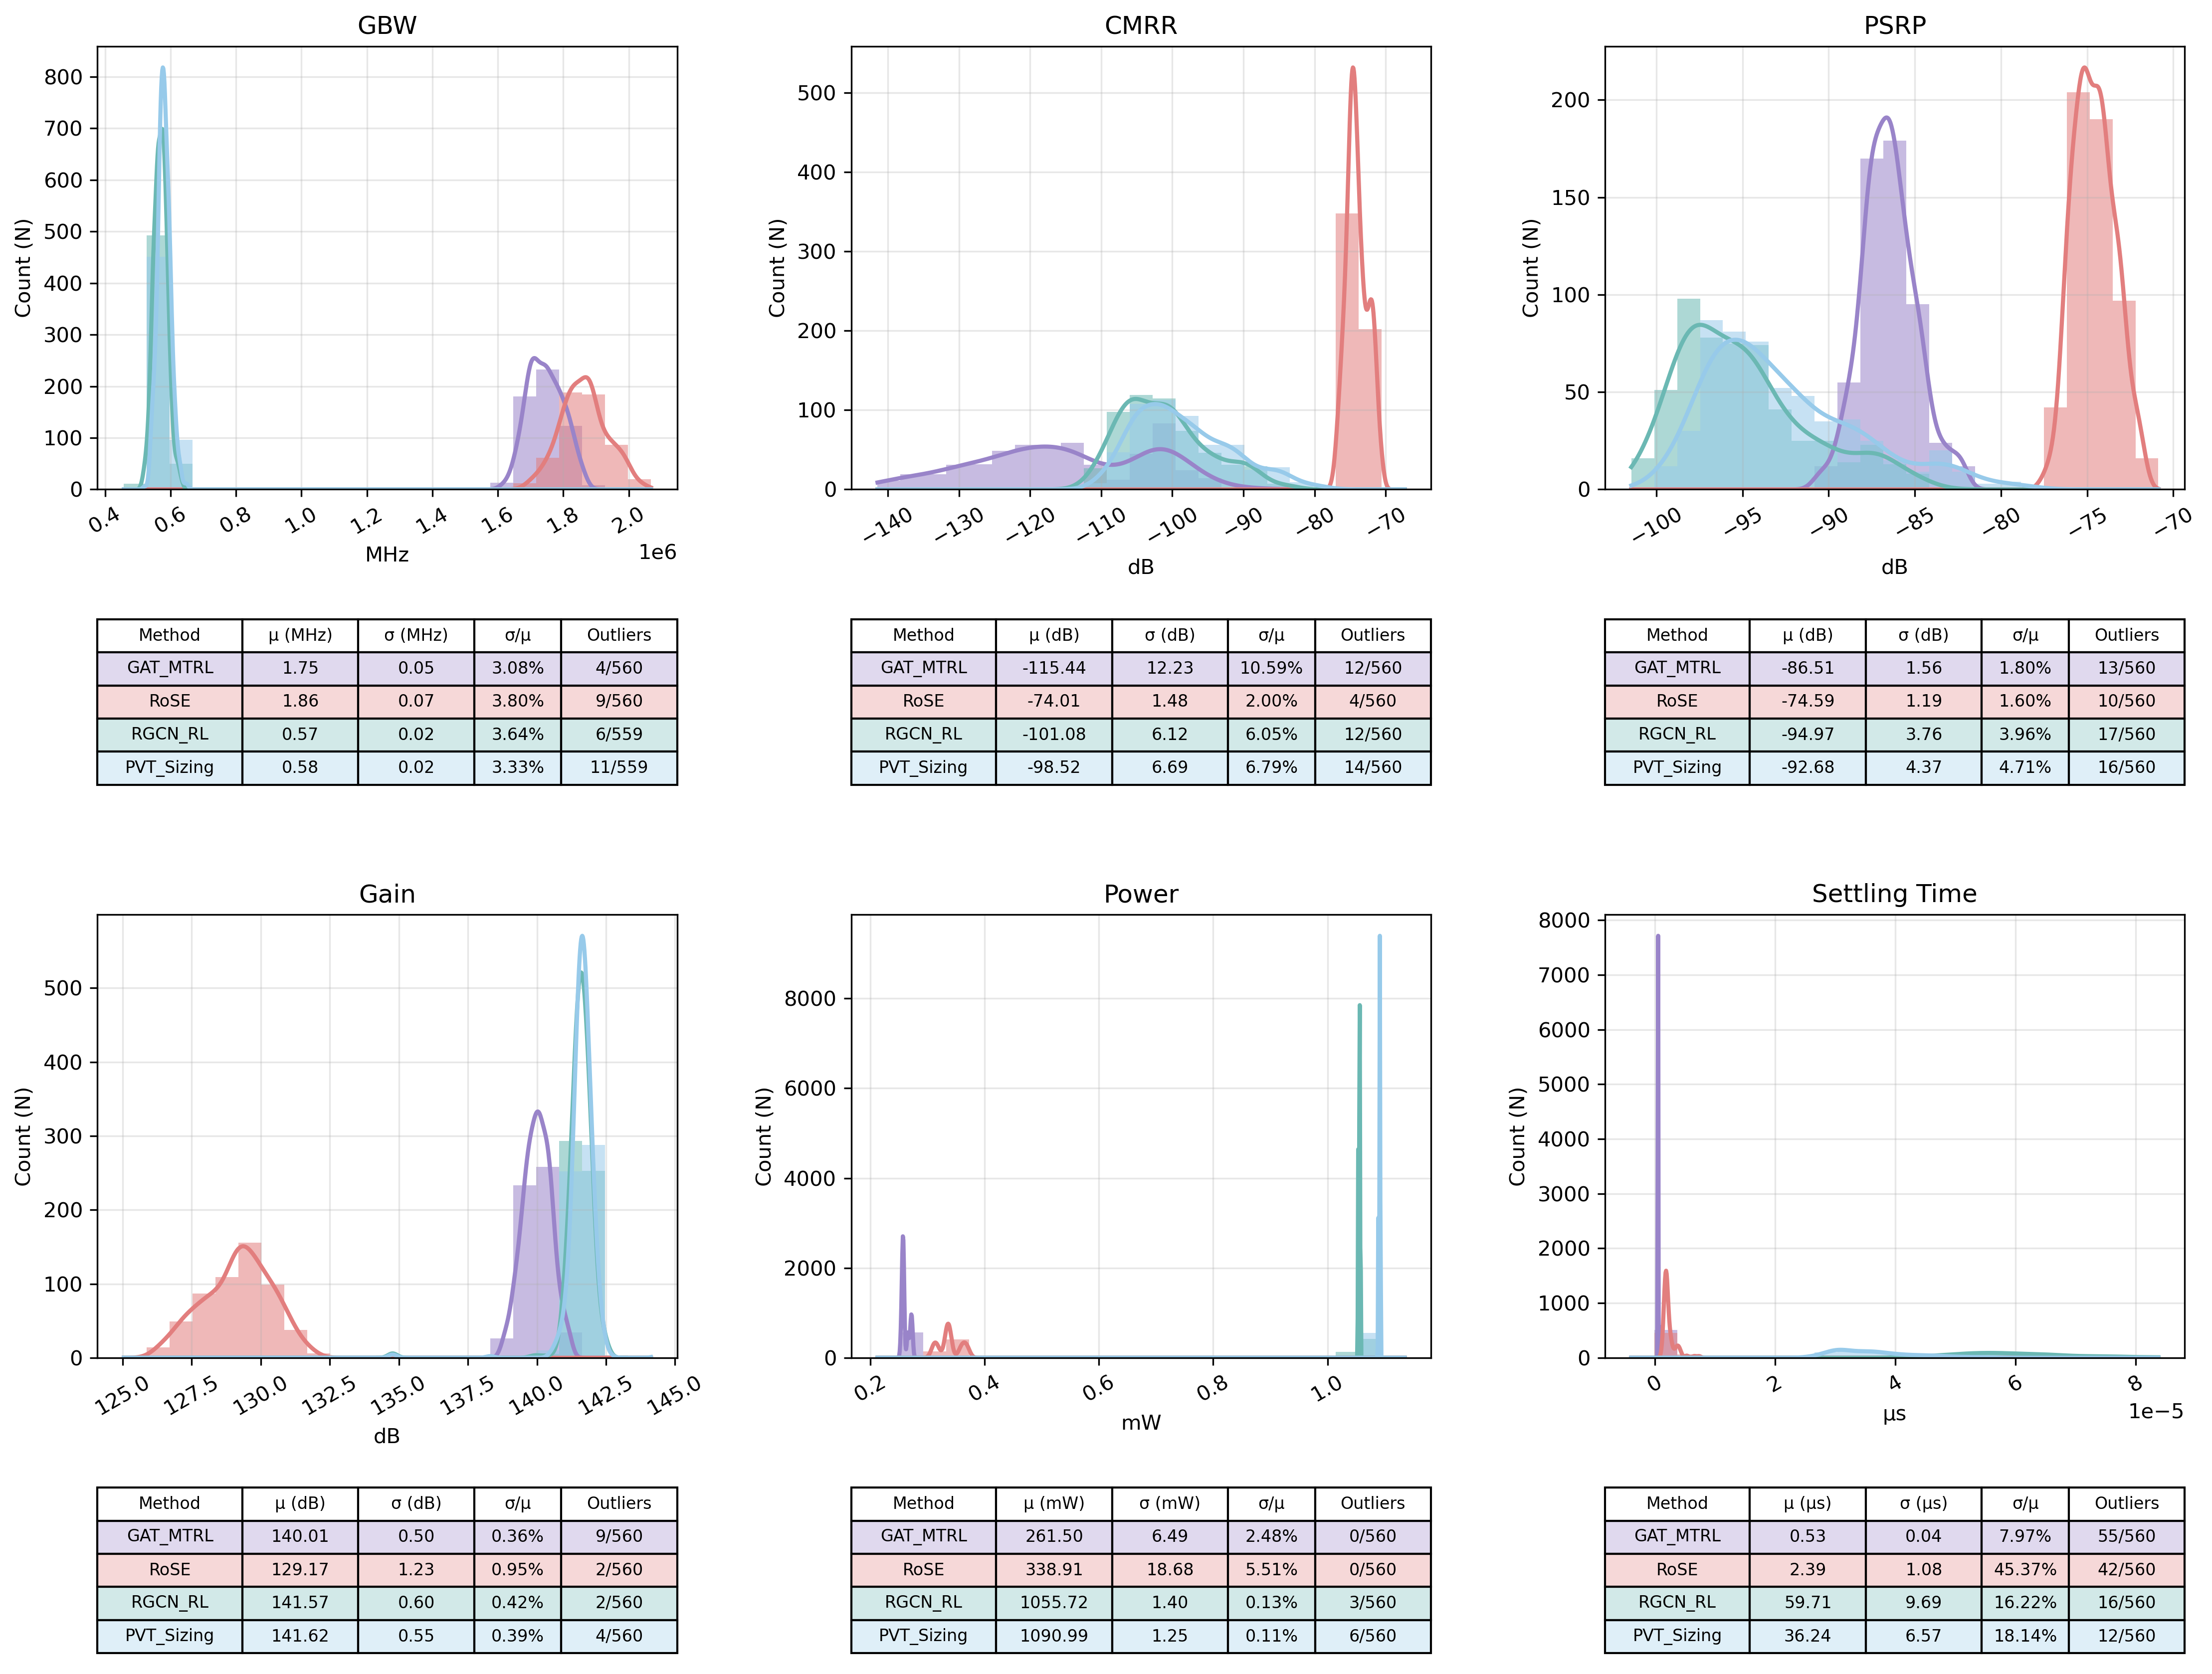 GBW
Count (N)
800
700
600
500
400
300
200
100
0
0.4 0.6 0.8 1.0 1.2 1.4 1.6 1.8 2.0
1e6
MHz
Method μ (MHz) σ (MHz) σ/μ Outliers
GAT_MTRL 1.75 0.05 3.08% 4/560
RoSE 1.86 0.07 3.80% 9/560
RGCN_RL 0.57 0.02 3.64% 6/559
PVT_Sizing 0.58 0.02 3.33% 11/559
CMRR
Count (N)
500
400
300
200
100
0
−140 −130 −120 −110 −100 −90 −80 −70
dB
Method μ (dB) σ (dB) σ/μ Outliers
GAT_MTRL -115.44 12.23 10.59% 12/560
RoSE -74.01 1.48 2.00% 4/560
RGCN_RL -101.08 6.12 6.05% 12/560
PVT_Sizing -98.52 6.69 6.79% 14/560
PSRP
Count (N)
200
150
100
50
0
−100 −95 −90 −85 −80 −75 −70
dB
Method μ (dB) σ (dB) σ/μ Outliers
GAT_MTRL -86.51 1.56 1.80% 13/560
RoSE -74.59 1.19 1.60% 10/560
RGCN_RL -94.97 3.76 3.96% 17/560
PVT_Sizing -92.68 4.37 4.71% 16/560
Gain
Count (N)
500
400
300
200
100
0
125.0 127.5 130.0 132.5 135.0 137.5 140.0 142.5 145.0
dB
Method μ (dB) σ (dB) σ/μ Outliers
GAT_MTRL 140.01 0.50 0.36% 9/560
RoSE 129.17 1.23 0.95% 2/560
RGCN_RL 141.57 0.60 0.42% 2/560
PVT_Sizing 141.62 0.55 0.39% 4/560
Power
Count (N)
8000
6000
4000
2000
0
0.2 0.4 0.6 0.8 1.0
mW
Method μ (mW) σ (mW) σ/μ Outliers
GAT_MTRL 261.50 6.49 2.48% 0/560
RoSE 338.91 18.68 5.51% 0/560
RGCN_RL 1055.72 1.40 0.13% 3/560
PVT_Sizing 1090.99 1.25 0.11% 6/560
Settling Time
Count (N)
8000
7000
6000
5000
4000
3000
2000
1000
0
0 2 4 6 8
1e−5
μs
Method μ (μs) σ (μs) σ/μ Outliers
GAT_MTRL 0.53 0.04 7.97% 55/560
RoSE 2.39 1.08 45.37% 42/560
RGCN_RL 59.71 9.69 16.22% 16/560
PVT_Sizing 36.24 6.57 18.14% 12/560